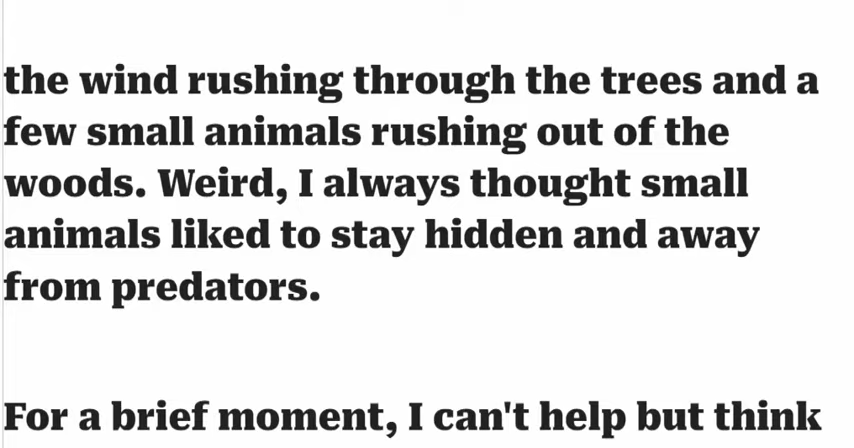 the wind rushing through the trees and a
few small animals rushing out of the
woods. Weird, I always thought small
animals liked to stay hidden and away
from predators.
For a brief moment, I can't help but think